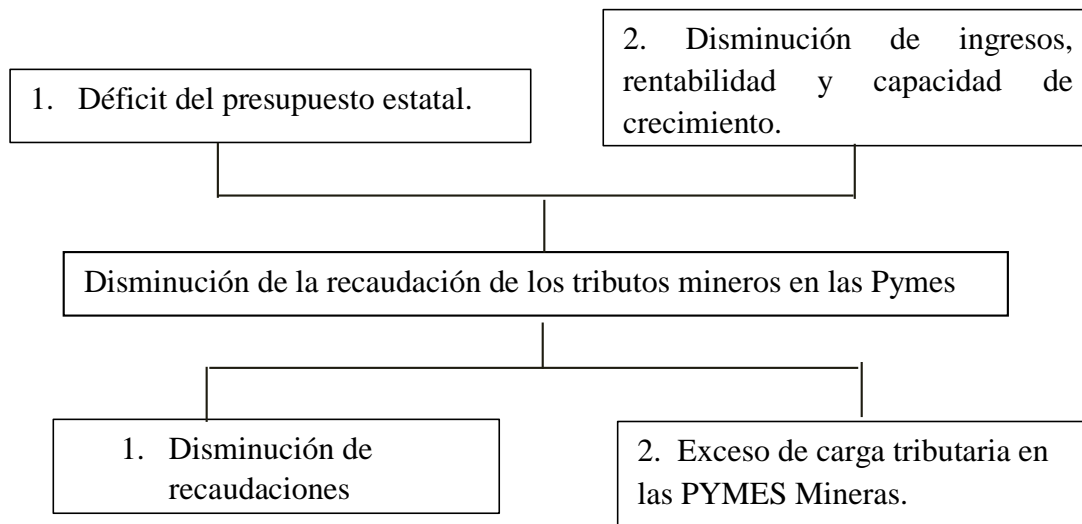 1. Déficit del presupuesto estatal.
2. Disminución de ingresos,
rentabilidad y capacidad de
crecimiento.
Disminución de la recaudación de los tributos mineros en las Pymes
1. Disminución de
recaudaciones
2. Exceso de carga tributaria en
las PYMES Mineras.